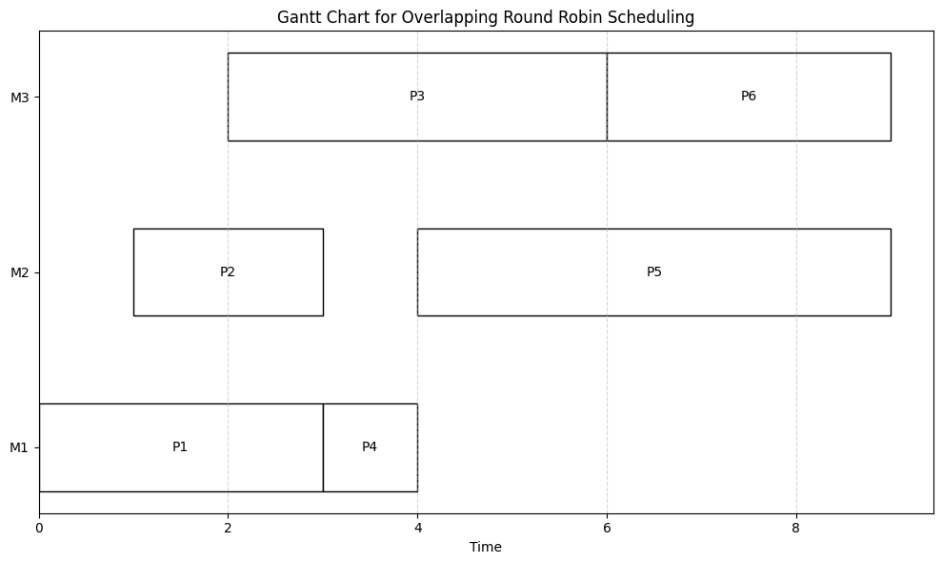 Gantt Chart for Overlapping Round Robin Scheduling
M3
P3
P6
M2
P2
P5
M1
P1
P4
0
2
4
6
8
Time